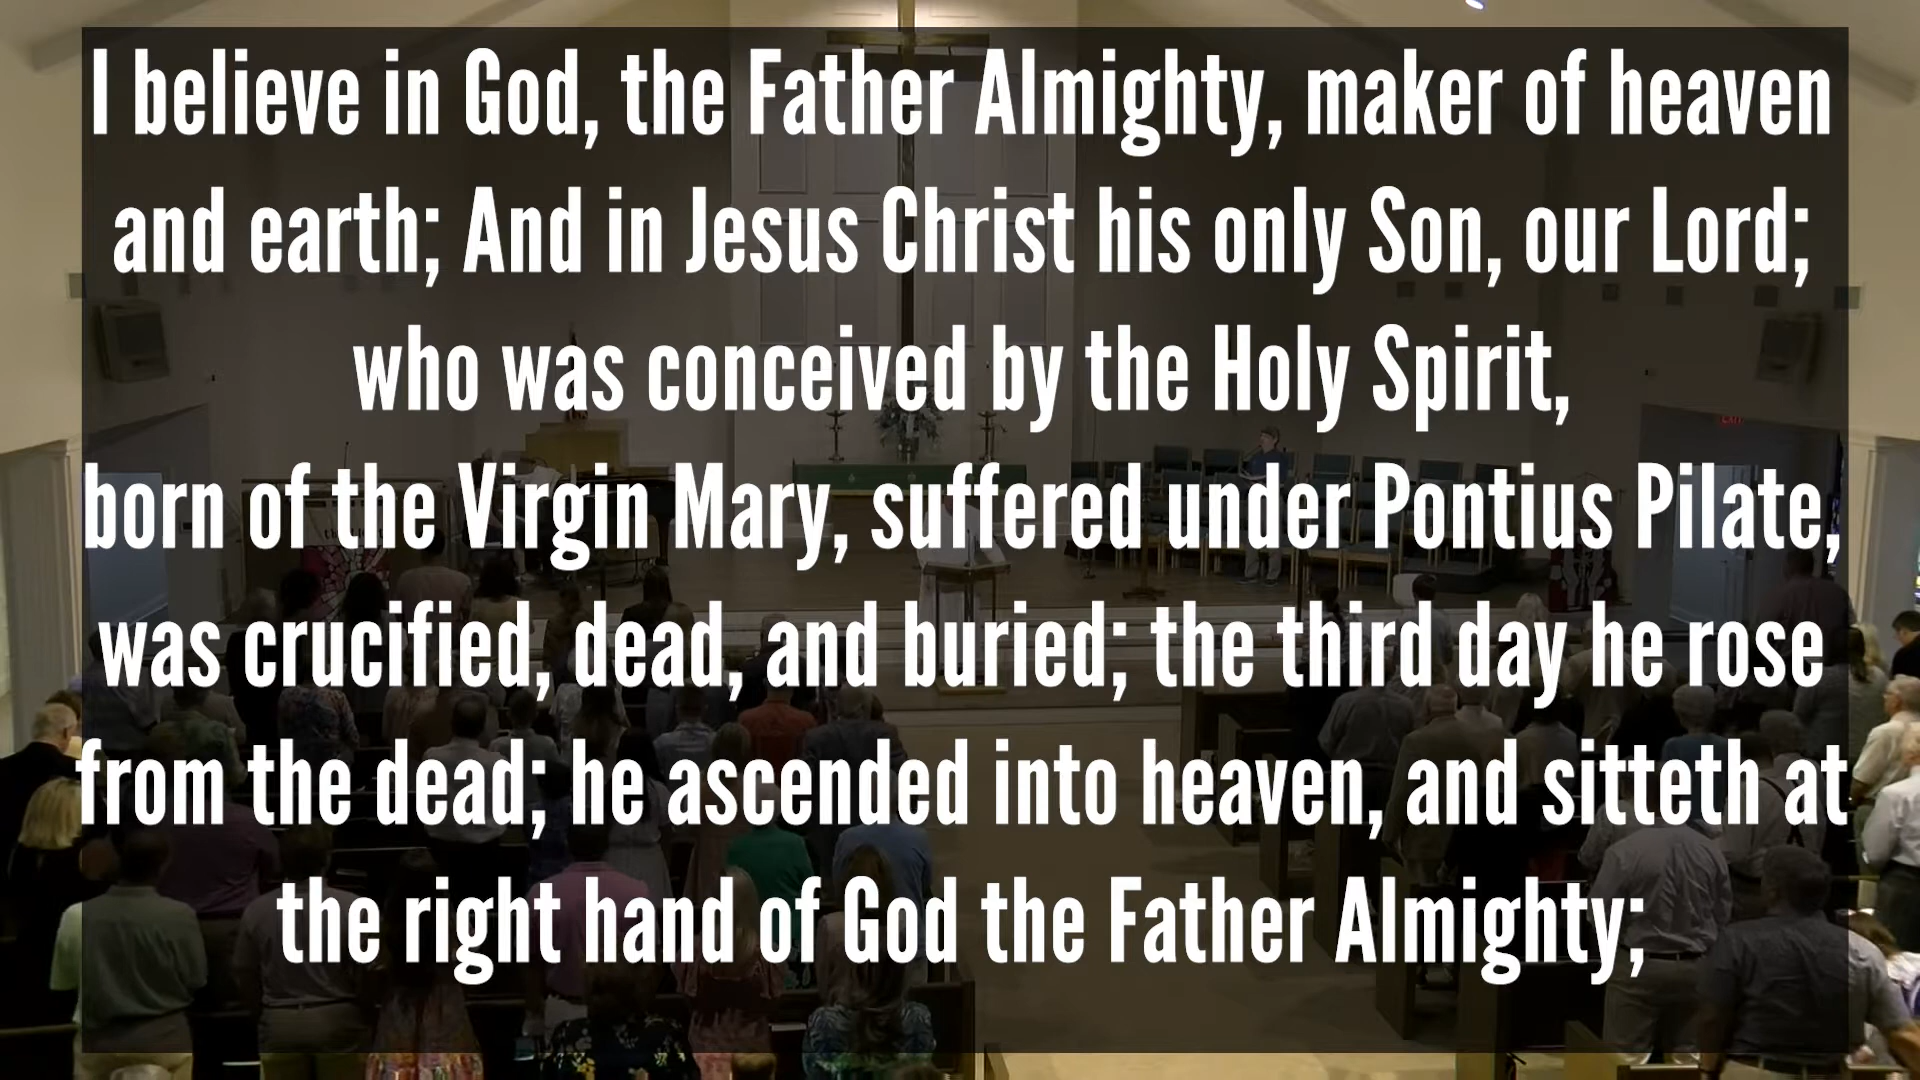 I believe in God, the Father Almighty, maker of heaven
and earth; And in Jesus Christ his only Son, our Lord;
who was conceived by the Holy Spirit,
born of the Virgin Mary, suffered under Pontius Pilate,
was crucified, dead, and buried; the third day he rose
from the dead; he ascended into heaven, and sitteth at
the right hand of God the Father Almighty;
EXIT